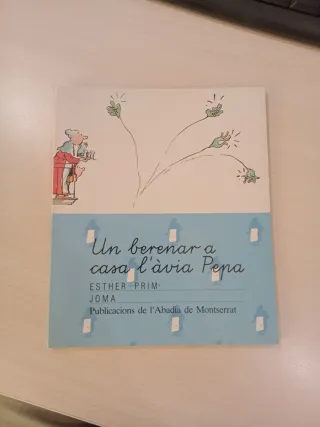 Un berenar a
casa l'àvia Pepa
ESTHER PRIM
JOMA
Publicacions de l'Abadia de Montserrat